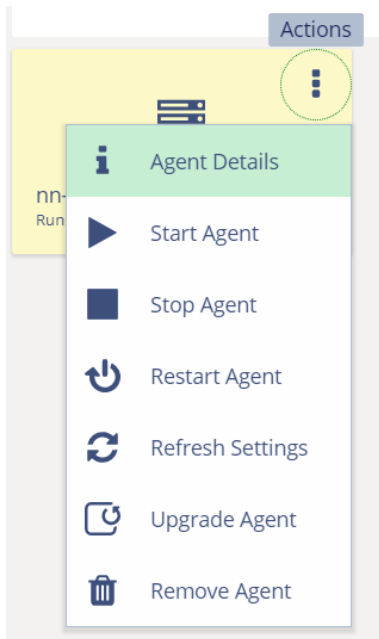 Actions
Agent Details
nn-
Run
Start Agent
Stop Agent
Restart Agent
Refresh Settings
Upgrade Agent
Remove Agent